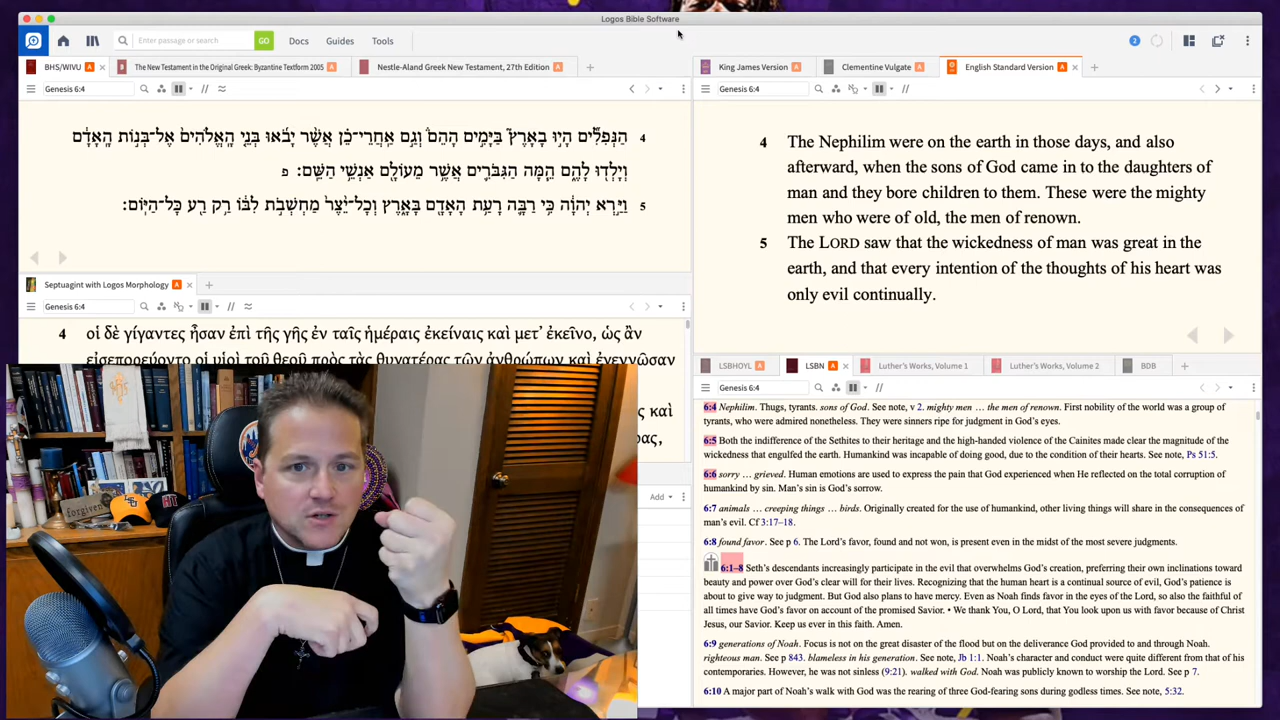 Logos Bible Software
Enter passage or search
GO
Docs
Guides
Tools
2
BHS/WIVU A
The New Testament in the Original Greek: Byzantine Textform 2005 A
Nestle-Aland Greek New Testament, 27th Edition A
Genesis 6:4
4 הַנְּפִלִ֞ים הָי֣וּ בָאָרֶץ֮ בַּיָּמִ֣ים הָהֵם֒ וְגַ֣ם אַֽחֲרֵי־כֵ֗ן אֲשֶׁ֨ר יָבֹ֜אוּ בְּנֵ֤י הָֽאֱלֹהִים֙ אֶל־בְּנ֣וֹת הָֽאָדָ֔ם
וְיָלְד֖וּ לָהֶ֑ם הֵ֧מָּה הַגִּבֹּרִ֛ים אֲשֶׁ֥ר מֵעוֹלָ֖ם אַנְשֵׁ֥י הַשֵּֽׁם׃ פ
5 וַיַּ֣רְא יְהוָ֔ה כִּ֥י רַבָּ֛ה רָעַ֥ת הָאָדָ֖ם בָּאָ֑רֶץ וְכָל־יֵ֙צֶר֙ מַחְשְׁבֹ֣ת לִבּ֔וֹ רַ֥ק רַ֖ע כָּל־הַיּֽוֹם׃
Septuagint with Logos Morphology A
Genesis 6:4
4 οἱ δὲ γίγαντες ἦσαν ἐπὶ τῆς γῆς ἐν ταῖς ἡμέραις ἐκείναις καὶ μετ᾽ ἐκεῖνο, ὡς ἂν
εἰσεπορεύοντο οἱ υἱοὶ τοῦ θεοῦ πρὸς τὰς θυγατέρας τῶν ἀνθρώπων καὶ ἐγεννῶσαν
ς καὶ
Add
Forgiven
King James Version A
Clementine Vulgate A
English Standard Version A
Genesis 6:4
4 The Nephilim were on the earth in those days, and also
afterward, when the sons of God came in to the daughters of
man and they bore children to them. These were the mighty
men who were of old, the men of renown.
5 The LORD saw that the wickedness of man was great in the
earth, and that every intention of the thoughts of his heart was
only evil continually.
LSBHOYL A
LSBN A
Luther's Works, Volume 1
Luther's Works, Volume 2
BDB
Genesis 6:4
6:4 Nephilim. Thugs, tyrants. sons of God. See note, v 2. mighty men … the men of renown. First nobility of the world was a group of
tyrants, who were admired nonetheless. They were sinners ripe for judgment in God's eyes.
6:5 Both the indifference of the Sethites to their heritage and the high-handed violence of the Cainites made clear the magnitude of the
wickedness that engulfed the earth. Humankind was incapable of doing good, due to the condition of their hearts. See note, Ps 51:5.
6:6 sorry … grieved. Human emotions are used to express the pain that God experienced when He reflected on the total corruption of
humankind by sin. Man's sin is God's sorrow.
6:7 animals … creeping things … birds. Originally created for the use of humankind, other living things will share in the consequences of
man's evil. Cf 3:17–18.
6:8 found favor. See p 6. The Lord's favor, found and not won, is present even in the midst of the most severe judgments.
6:1–8 Seth's descendants increasingly participate in the evil that overwhelms God's creation, preferring their own inclinations toward
beauty and power over God's clear will for their lives. Recognizing that the human heart is a continual source of evil, God's patience is
about to give way to judgment. But God also plans to have mercy. Even as Noah finds favor in the eyes of the Lord, so also the faithful of
all times have God's favor on account of the promised Savior. • We thank You, O Lord, that You look upon us with favor because of Christ
Jesus, our Savior. Keep us ever in this faith. Amen.
6:9 generations of Noah. Focus is not on the great disaster of the flood but on the deliverance God provided to and through Noah.
righteous man. See p 843. blameless in his generation. See note, Jb 1:1. Noah's character and conduct were quite different from that of his
contemporaries. However, he was not sinless (9:21). walked with God. Noah was publicly known to worship the Lord. See p 7.
6:10 A major part of Noah's walk with God was the rearing of three God-fearing sons during godless times. See note, 5:32.